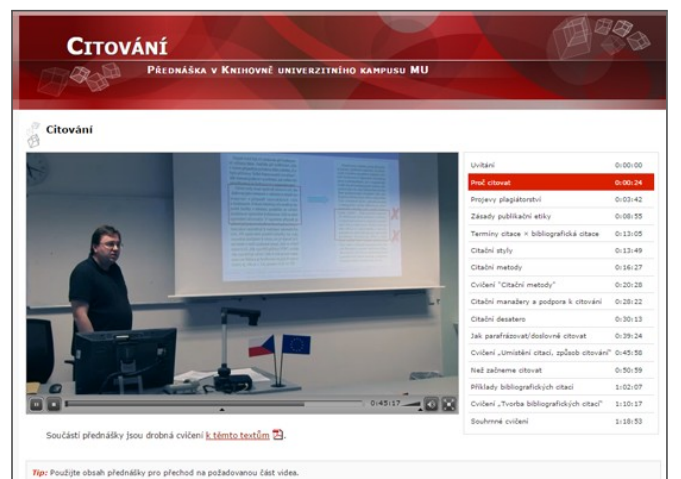 Citování
Přednáška v Knihovně univerzitního kampusu MU
Citování
Uvítání 0:00:00
Proč citovat 0:00:24
Projevy plagiátorství 0:03:42
Zásady publikační etiky 0:08:55
Termíny citace × bibliografická citace 0:13:05
Citační styly 0:13:49
Citační metody 0:16:27
Cvičení "Citační metody" 0:20:28
Citační manažery a podpora k citování 0:28:22
Citační desatero 0:30:13
Jak parafrázovat/doslovně citovat 0:39:24
Cvičení „Umístění citací, způsob citování" 0:45:58
Než začneme citovat 0:50:59
Příklady bibliografických citací 1:02:07
Cvičení „Tvorba bibliografických citací" 1:10:17
Souhrnné cvičení 1:18:53
0:45:17
Součástí přednášky jsou drobná cvičení k těmto textům.
Tip: Použijte obsah přednášky pro přechod na požadovanou část videa.